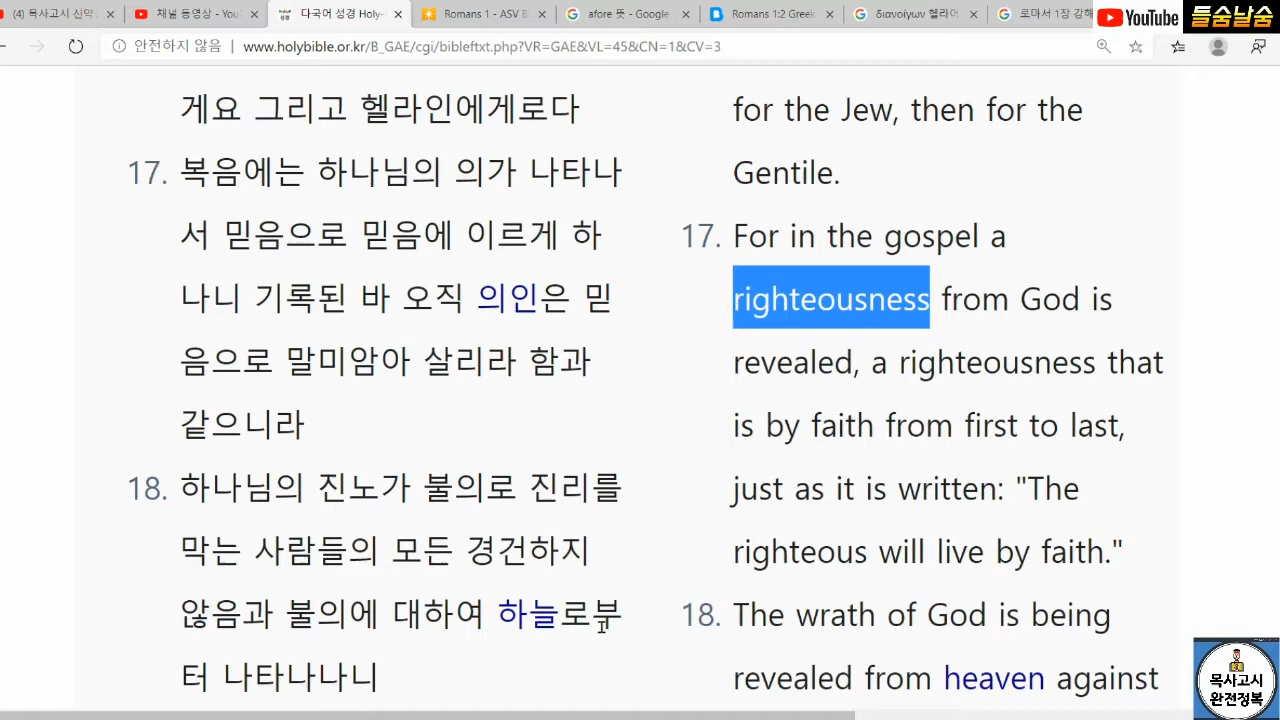 (4) 목사고시 신약
채널 동영상 - You
다국어 성경 Holy-
Romans 1:2
afore 뜻 - Google
Romans 1:2 Greek
διανοίγων 헬라어
로마서 1장 강해
YouTube
들숨날숨
안전하지 않음 | www.holybible.or.kr/B_GAE/cgi/bibleftxt.php?VR=GAE&VL=45&CN=1&CV=3
게요 그리고 헬라인에게로다
17. 복음에는 하나님의 의가 나타나
서 믿음으로 믿음에 이르게 하
나니 기록된 바 오직 의인은 믿
음으로 말미암아 살리라 함과
같으니라
18. 하나님의 진노가 불의로 진리를
막는 사람들의 모든 경건하지
않음과 불의에 대하여 하늘로부
터 나타나나니
for the Jew, then for the
Gentile.
17. For in the gospel a
righteousness from God is
revealed, a righteousness that
is by faith from first to last,
just as it is written: "The
righteous will live by faith."
18. The wrath of God is being
revealed from heaven against
목사고시
완전정복